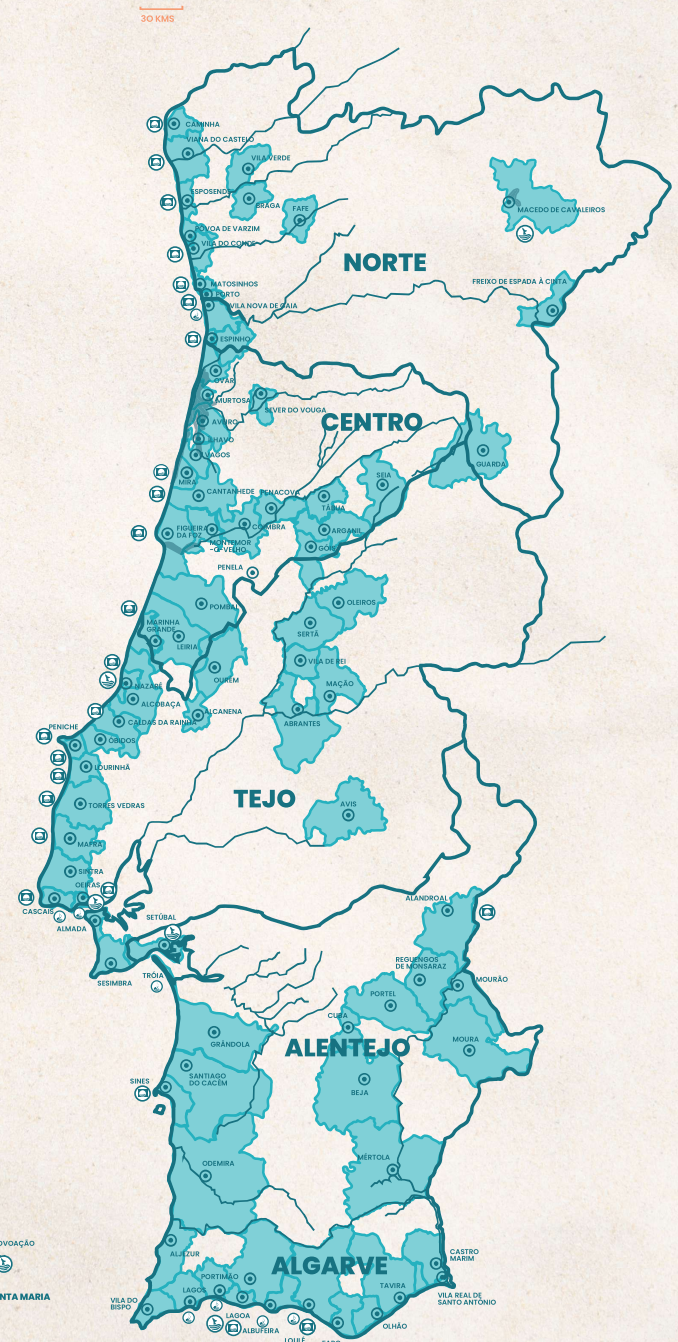 30 KMS
CAMINHA
VIANA DO CASTELO
VILA VERDE
ESPOSENDE
BRAGA
FAFE
MACEDO DE CAVALEIROS
PÓVOA DE VARZIM
VILA DO CONDE
NORTE
FREIXO DE ESPADA À CINTA
MATOSINHOS
PORTO
VILA NOVA DE GAIA
ESPINHO
OVAR
MURTOSA
SEVER DO VOUGA
CENTRO
AVEIRO
ÍLHAVO
VAGOS
GUARDA
MIRA
SEIA
CANTANHEDE
PENACOVA
TÁBUA
FIGUEIRA
DA FOZ
COIMBRA
ARGANIL
MONTEMOR
-O-VELHO
GÓIS
PENELA
POMBAL
OLEIROS
MARINHA
GRANDE
SERTÃ
LEIRIA
VILA DE REI
OURÉM
NAZARÉ
MAÇÃO
ALCOBAÇA
ALCANENA
CALDAS DA RAINHA
ABRANTES
PENICHE
ÓBIDOS
LOURINHÃ
TEJO
AVIS
TORRES VEDRAS
MAFRA
SINTRA
OEIRAS
CASCAIS
ALMADA
SETÚBAL
ALANDROAL
SESIMBRA
TRÓIA
REGUENGOS
DE MONSARAZ
MOURÃO
PORTEL
CUBA
GRÂNDOLA
ALENTEJO
MOURA
SANTIAGO
DO CACÉM
SINES
BEJA
ODEMIRA
MÉRTOLA
OVOAÇÃO
ALJEZUR
CASTRO
MARIM
ALGARVE
PORTIMÃO
LAGOS
TAVIRA
NTA MARIA
VILA DO
BISPO
VILA REAL DE
SANTO ANTÓNIO
LAGOA
ALBUFEIRA
OLHÃO
LOULÉ